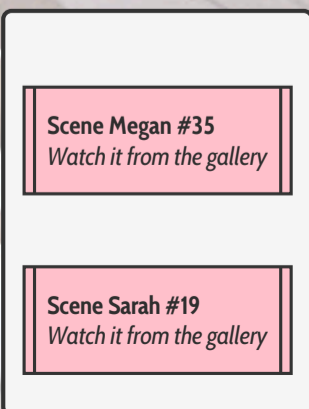 Scene Megan #35
Watch it from the gallery
Scene Sarah #19
Watch it from the gallery